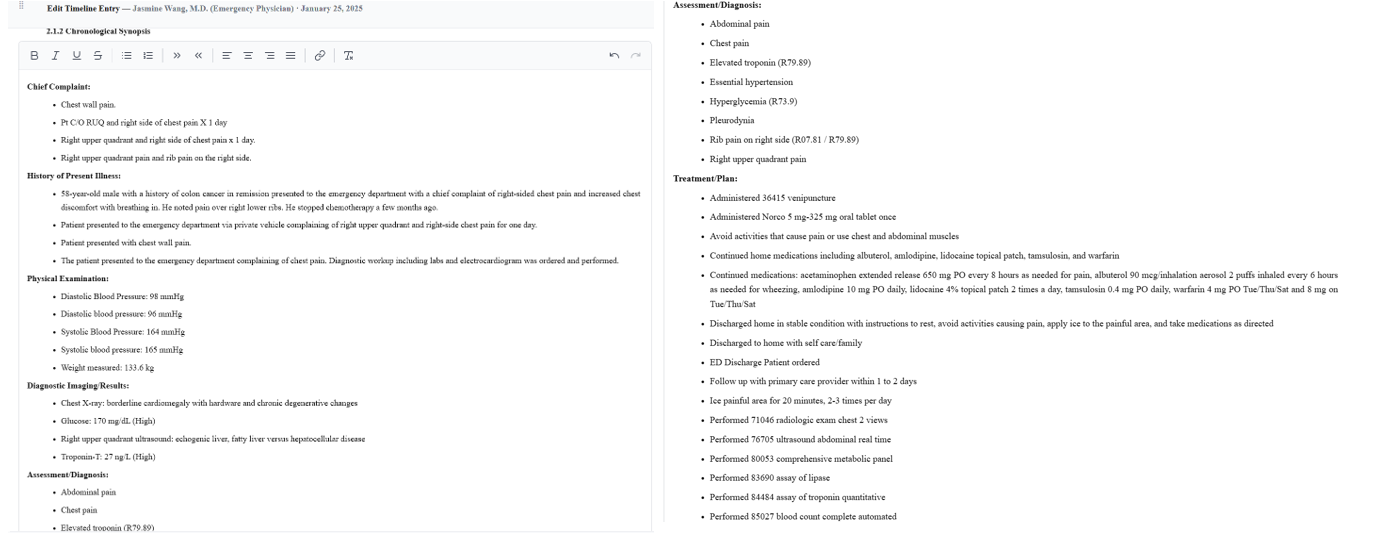 Edit Timeline Entry — Jasmine Wang, M.D. (Emergency Physician) · January 25, 2025
2.1.2 Chronological Synopsis
Chief Complaint:
• Chest wall pain.
• Pt C/O RUQ and right side of chest pain X 1 day
• Right upper quadrant and right side of chest pain x 1 day.
• Right upper quadrant pain and rib pain on the right side.
History of Present Illness:
• 58-year-old male with a history of colon cancer in remission presented to the emergency department with a chief complaint of right-sided chest pain and increased chest
discomfort with breathing in. He noted pain over right lower ribs. He stopped chemotherapy a few months ago.
• Patient presented to the emergency department via private vehicle complaining of right upper quadrant and right-side chest pain for one day.
• Patient presented with chest wall pain.
• The patient presented to the emergency department complaining of chest pain. Diagnostic workup including labs and electrocardiogram was ordered and performed.
Physical Examination:
• Diastolic Blood Pressure: 98 mmHg
• Diastolic blood pressure: 96 mmHg
• Systolic Blood Pressure: 164 mmHg
• Systolic blood pressure: 165 mmHg
• Weight measured: 133.6 kg
Diagnostic Imaging/Results:
• Chest X-ray: borderline cardiomegaly with hardware and chronic degenerative changes
• Glucose: 170 mg/dL (High)
• Right upper quadrant ultrasound: echogenic liver, fatty liver versus hepatocellular disease
• Troponin-T: 27 ng/L (High)
Assessment/Diagnosis:
• Abdominal pain
• Chest pain
• Elevated troponin (R79.89)
Assessment/Diagnosis:
• Abdominal pain
• Chest pain
• Elevated troponin (R79.89)
• Essential hypertension
• Hyperglycemia (R73.9)
• Pleurodynia
• Rib pain on right side (R07.81 / R79.89)
• Right upper quadrant pain
Treatment/Plan:
• Administered 36415 venipuncture
• Administered Norco 5 mg-325 mg oral tablet once
• Avoid activities that cause pain or use chest and abdominal muscles
• Continued home medications including albuterol, amlodipine, lidocaine topical patch, tamsulosin, and warfarin
• Continued medications: acetaminophen extended release 650 mg PO every 8 hours as needed for pain, albuterol 90 mcg/inhalation aerosol 2 puffs inhaled every 6 hours
as needed for wheezing, amlodipine 10 mg PO daily, lidocaine 4% topical patch 2 times a day, tamsulosin 0.4 mg PO daily, warfarin 4 mg PO Tue/Thu/Sat and 8 mg on
Tue/Thu/Sat
• Discharged home in stable condition with instructions to rest, avoid activities causing pain, apply ice to the painful area, and take medications as directed
• Discharged to home with self care/family
• ED Discharge Patient ordered
• Follow up with primary care provider within 1 to 2 days
• Ice painful area for 20 minutes, 2-3 times per day
• Performed 71046 radiologic exam chest 2 views
• Performed 76705 ultrasound abdominal real time
• Performed 80053 comprehensive metabolic panel
• Performed 83690 assay of lipase
• Performed 84484 assay of troponin quantitative
• Performed 85027 blood count complete automated